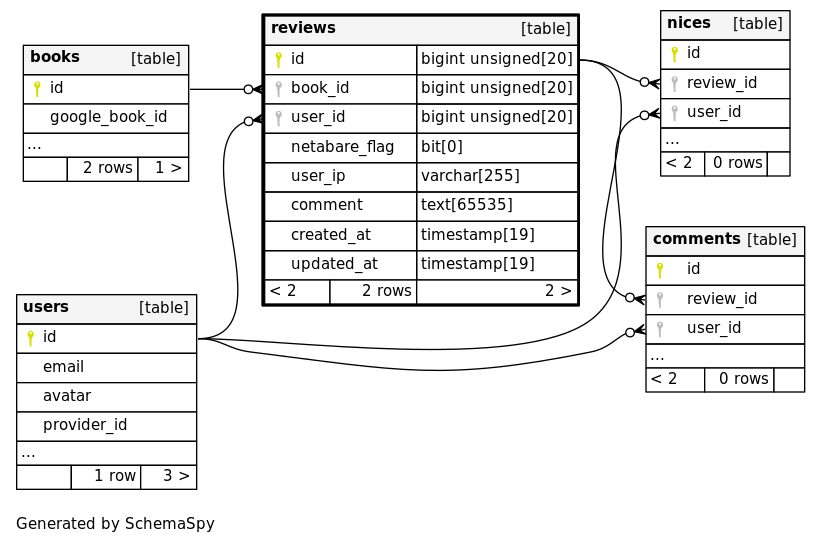 books [table]
id
google_book_id
...
2 rows 1 >
reviews [table]
id bigint unsigned[20]
book_id bigint unsigned[20]
user_id bigint unsigned[20]
netabare_flag bit[0]
user_ip varchar[255]
comment text[65535]
created_at timestamp[19]
updated_at timestamp[19]
< 2 2 rows 2 >
nices [table]
id
review_id
user_id
...
< 2 0 rows
comments [table]
id
review_id
user_id
...
< 2 0 rows
users [table]
id
email
avatar
provider_id
...
1 row 3 >
Generated by SchemaSpy